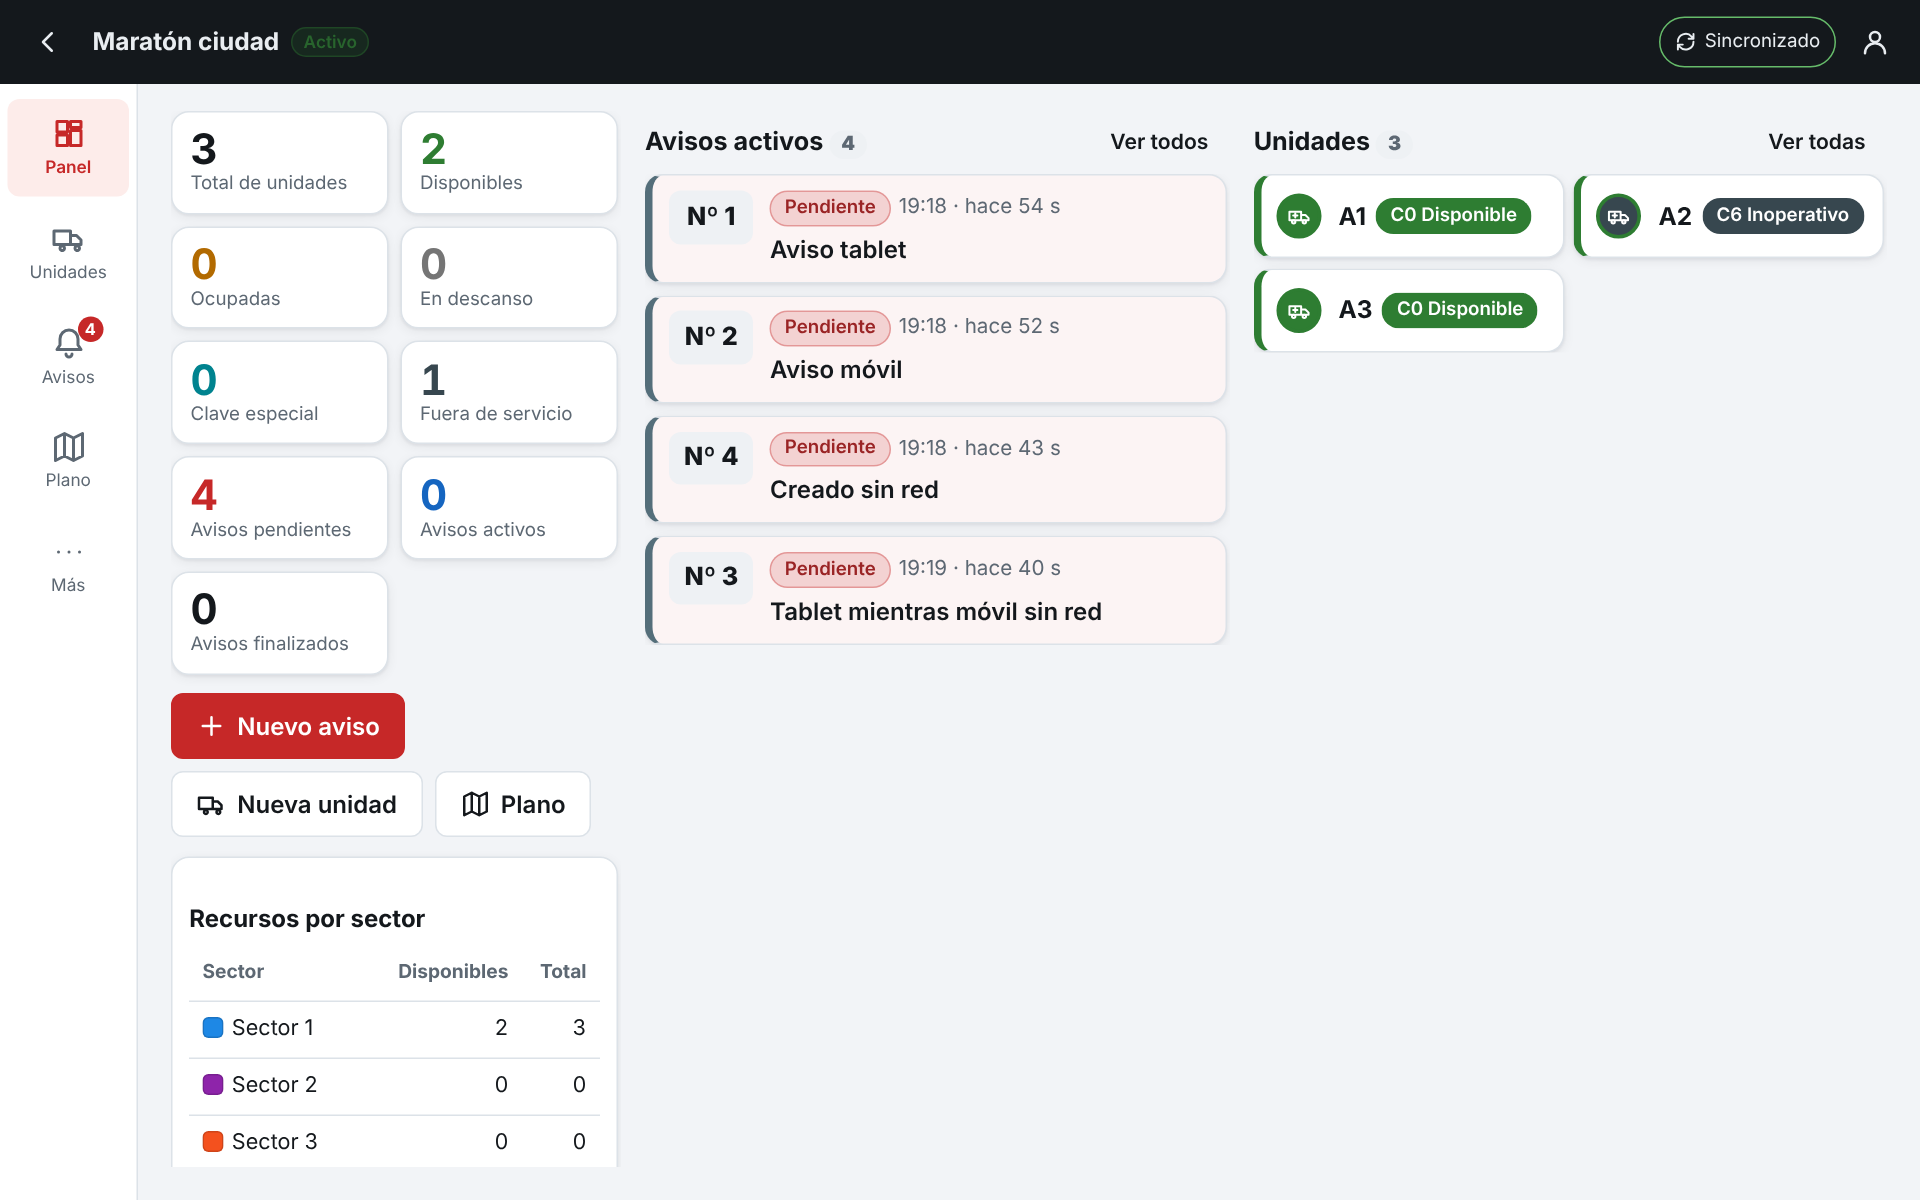 Maratón ciudad
Activo
Sincronizado
Panel
Unidades
4
Avisos
Plano
Más
3
Total de unidades
2
Disponibles
0
Ocupadas
0
En descanso
0
Clave especial
1
Fuera de servicio
4
Avisos pendientes
0
Avisos activos
0
Avisos finalizados
Nuevo aviso
Nueva unidad
Plano
Recursos por sector
Sector Disponibles Total
Sector 1 2 3
Sector 2 0 0
Sector 3 0 0
Avisos activos 4 Ver todos
Nº 1
Pendiente 19:18 · hace 54 s
Aviso tablet
Nº 2
Pendiente 19:18 · hace 52 s
Aviso móvil
Nº 4
Pendiente 19:18 · hace 43 s
Creado sin red
Nº 3
Pendiente 19:19 · hace 40 s
Tablet mientras móvil sin red
Unidades 3 Ver todas
A1 C0 Disponible
A2 C6 Inoperativo
A3 C0 Disponible